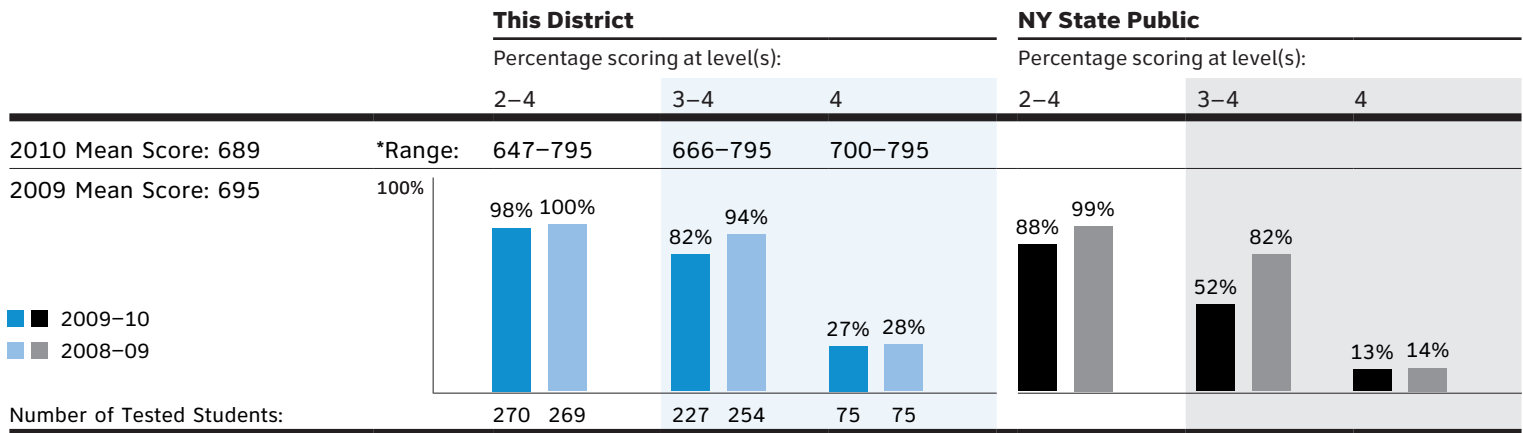 This District NY State Public
Percentage scoring at level(s): Percentage scoring at level(s):
2–4 3–4 4 2–4 3–4 4
2010 Mean Score: 689 *Range: 647–795 666–795 700–795
2009 Mean Score: 695 100%
98% 100% 82% 94% 27% 28% 88% 99% 52% 82% 13% 14%
2009–10
2008–09
Number of Tested Students: 270 269 227 254 75 75